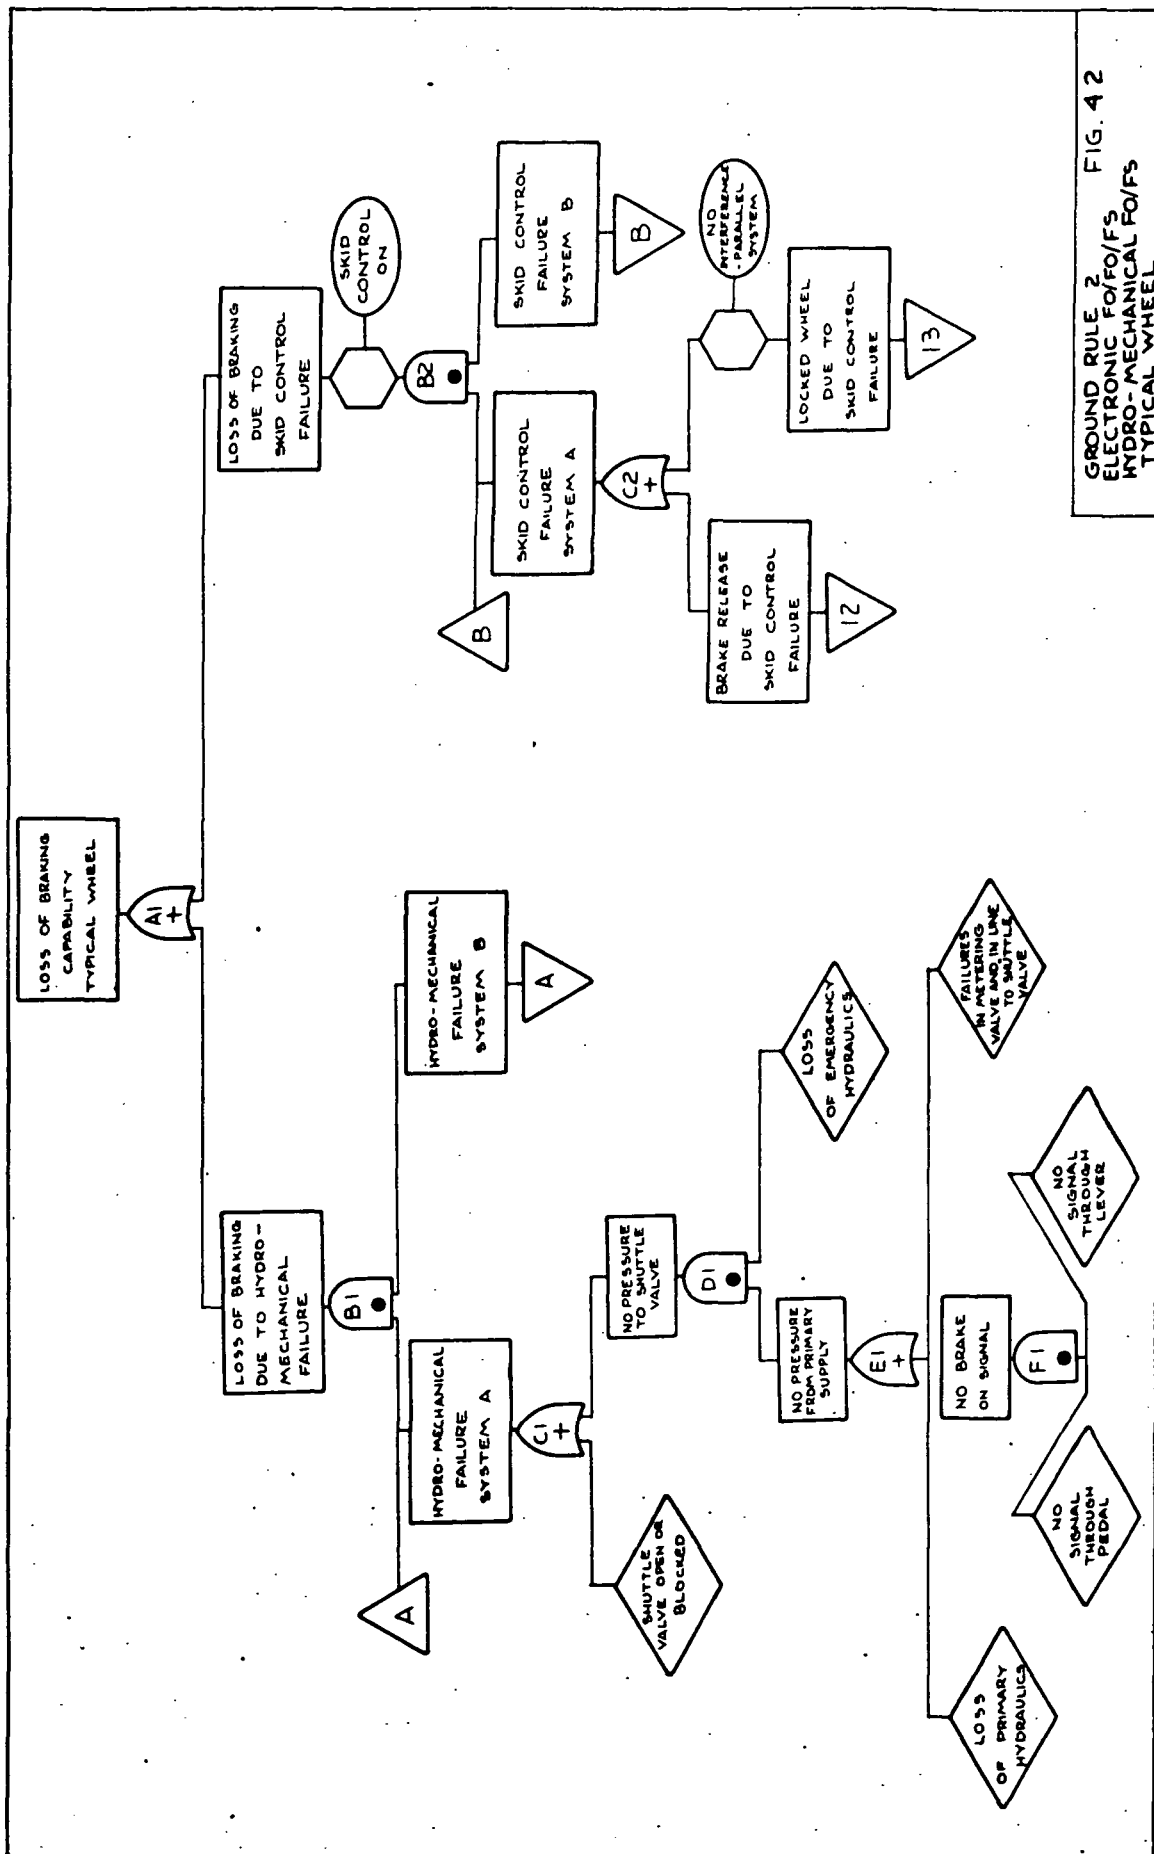 LOSS OF BRAKING
CAPABILITY
TYPICAL WHEEL
A1
+
LOSS OF BRAKING
DUE TO HYDRO-
MECHANICAL
FAILURE
B1
LOSS OF BRAKING
DUE TO
SKID CONTROL
FAILURE
SKID
CONTROL
ON
B2
A
HYDRO-MECHANICAL
FAILURE
SYSTEM A
C1
+
HYDRO-MECHANICAL
FAILURE
SYSTEM B
A
B
SKID CONTROL
FAILURE
SYSTEM A
C2
+
SKID CONTROL
FAILURE
SYSTEM B
B
SHUTTLE
VALVE OPEN OR
BLOCKED
NO PRESSURE
TO SHUTTLE
VALVE
D1
BRAKE RELEASE
DUE TO
SKID CONTROL
FAILURE
12
NO
INTERFERENCE
-PARALLEL
SYSTEM
LOCKED WHEEL
DUE TO
SKID CONTROL
FAILURE
13
NO PRESSURE
FROM PRIMARY
SUPPLY
E1
+
LOSS
OF EMERGENCY
HYDRAULICS
LOSS
OF PRIMARY
HYDRAULICS
NO BRAKE
ON SIGNAL
F1
FAILURES
IN METERING
VALVE AND IN LINE
TO SHUTTLE
VALVE
NO
SIGNAL
THROUGH
PEDAL
NO
SIGNAL
THROUGH
LEVER
GROUND RULE 2 FIG. 42
ELECTRONIC FO/FO/FS
HYDRO-MECHANICAL FO/FS
TYPICAL WHEEL